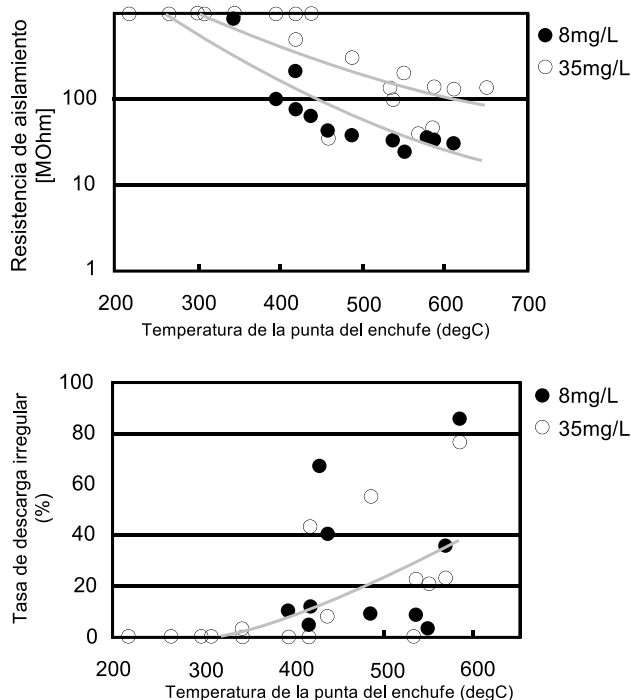 Resistencia de aislamiento
[MOhm]
100
10
1
200 300 400 500 600 700
Temperatura de la punta del enchufe (degC)
8mg/L
35mg/L
Tasa de descarga irregular
(%)
100
80
60
40
20
0
200 300 400 500 600
Temperatura de la punta del enchufe (degC)
8mg/L
35mg/L